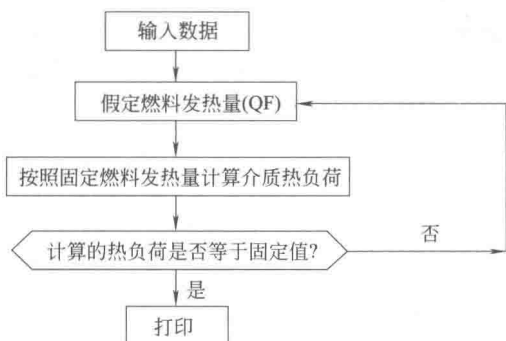 输入数据
假定燃料发热量(QF)
按照固定燃料发热量计算介质热负荷
计算的热负荷是否等于固定值?
否
是
打印